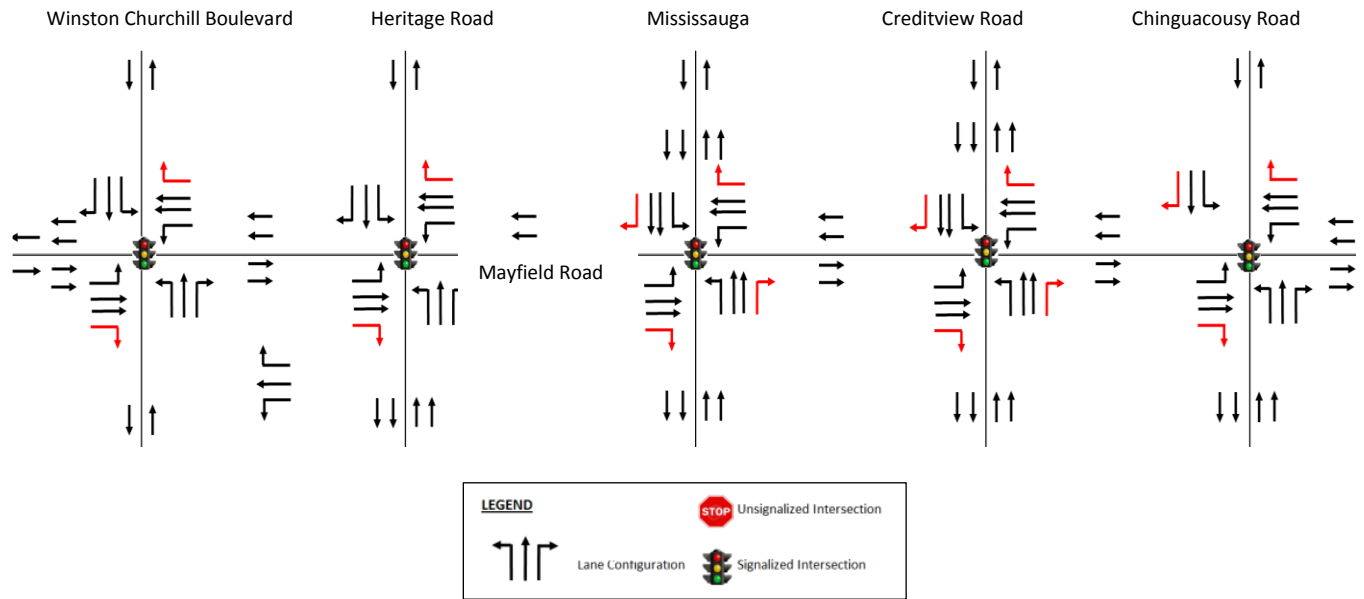 Winston Churchill Boulevard
Heritage Road
Mississauga
Creditview Road
Chinguacousy Road
Mayfield Road
LEGEND
STOP
Unsignalized Intersection
Lane Configuration
Signalized Intersection